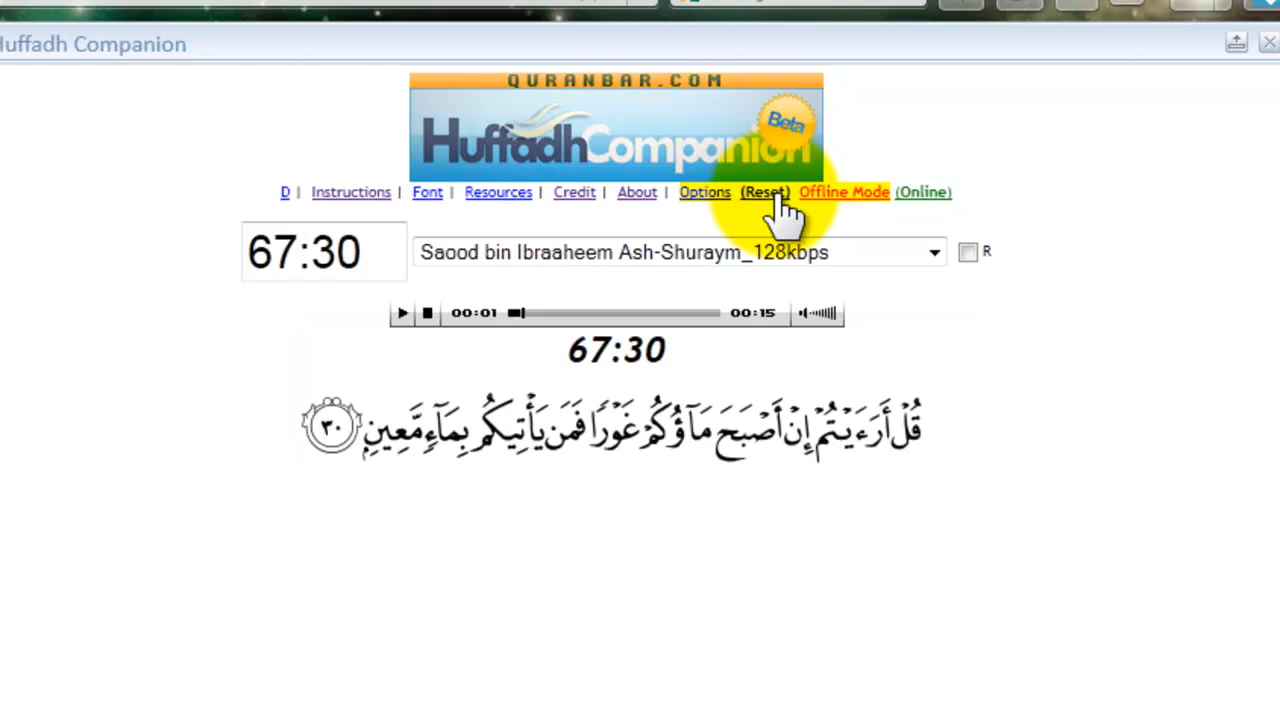 Huffadh Companion
QURANBAR.COM
HuffadhCompanion
Beta
D | Instructions | Font | Resources | Credit | About | Options (Reset) Offline Mode (Online)
67:30 Saood bin Ibraaheem Ash-Shuraym_128kbps R
00:01 00:15
67:30
قُلْ أَرَءَيْتُمْ إِنْ أَصْبَحَ مَآؤُكُمْ غَوْرًا فَمَن يَأْتِيكُم بِمَآءٍ مَّعِينٍ ٣٠